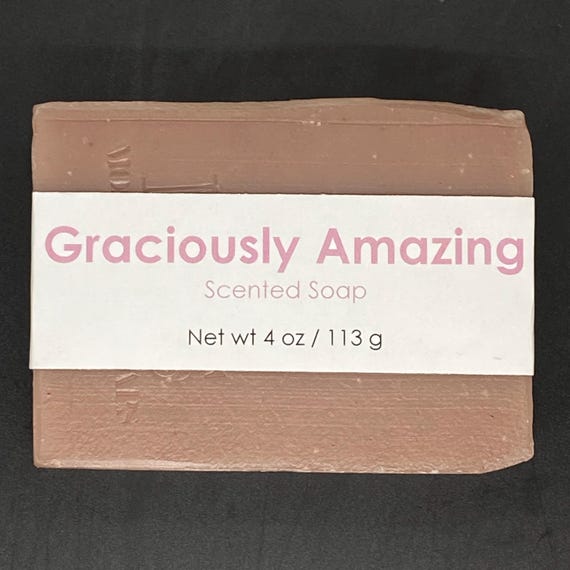 Graciously Amazing
Scented Soap
Net wt 4 oz / 113 g